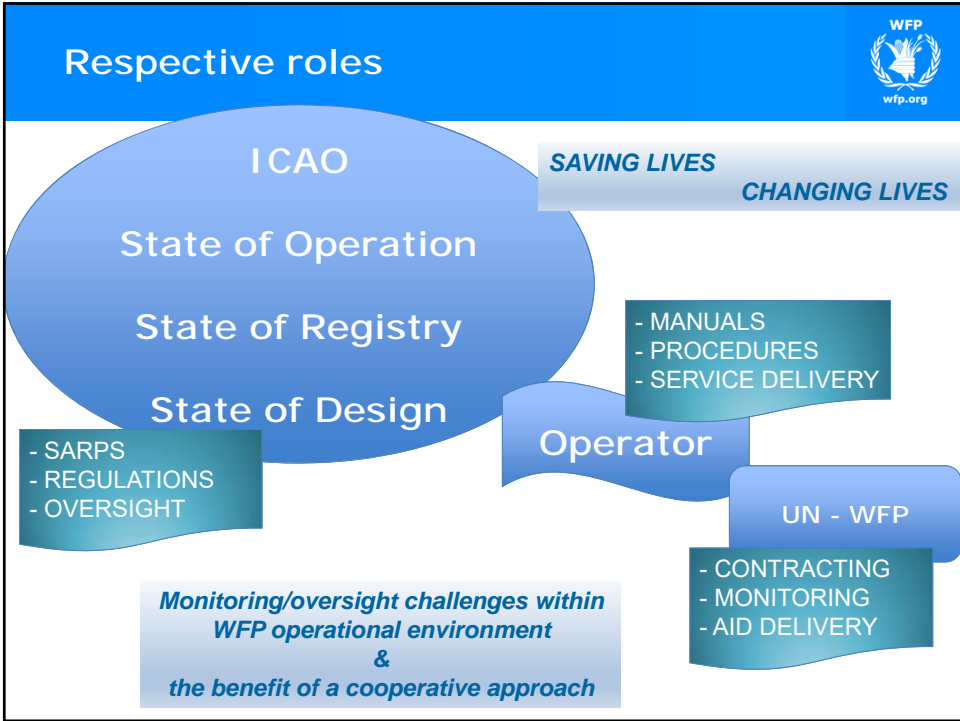 Respective roles
WFP
wfp.org
ICAO
State of Operation
State of Registry
State of Design
SAVING LIVES
CHANGING LIVES
- SARPS
- REGULATIONS
- OVERSIGHT
- MANUALS
- PROCEDURES
- SERVICE DELIVERY
Operator
UN - WFP
- CONTRACTING
- MONITORING
- AID DELIVERY
Monitoring/oversight challenges within
WFP operational environment
&
the benefit of a cooperative approach